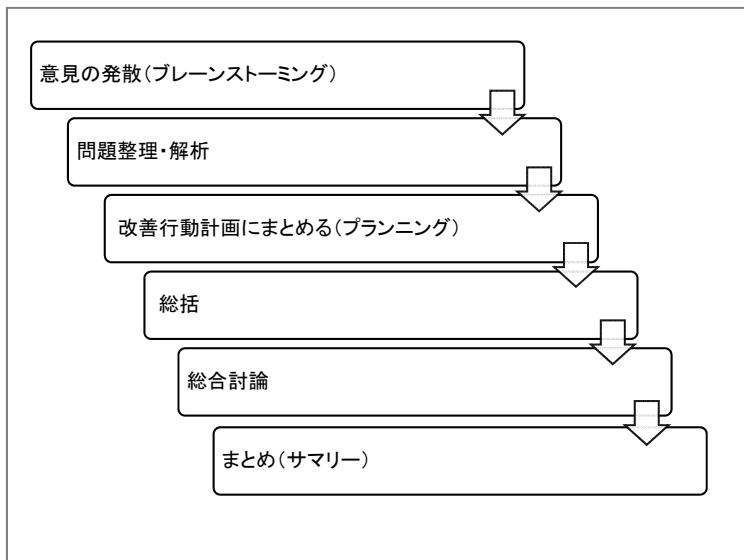 意見の発散（ブレーンストーミング）
問題整理・解析
改善行動計画にまとめる（プランニング）
総括
総合討論
まとめ（サマリー）